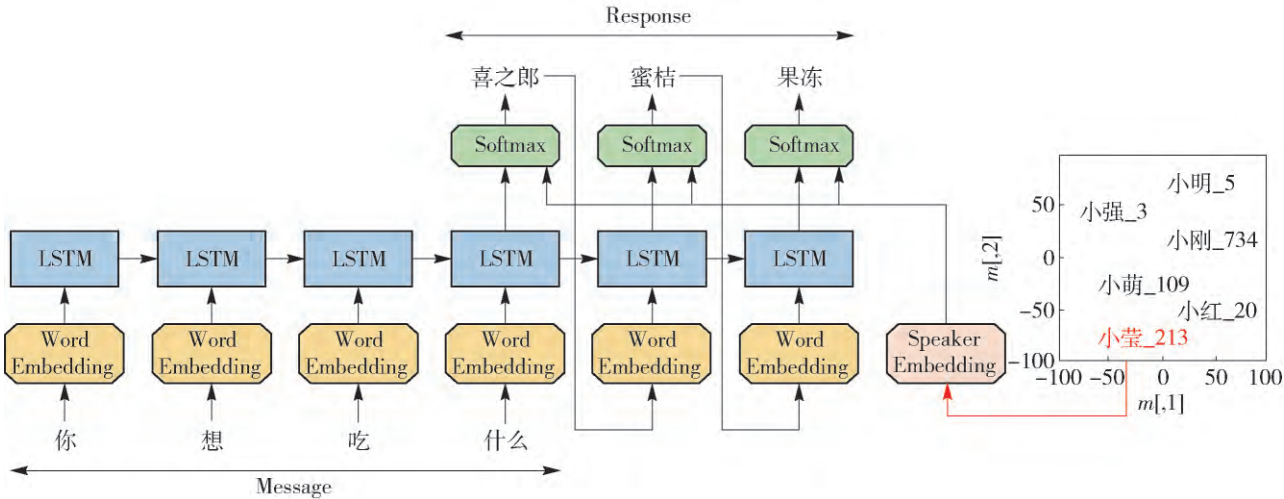 Response
喜之郎 蜜桔 果冻
Softmax Softmax Softmax
LSTM LSTM LSTM LSTM LSTM LSTM
Word Embedding
Word Embedding
Word Embedding
Word Embedding
Word Embedding
Word Embedding
Speaker Embedding
你 想 吃 什么
Message
小明_5
小强_3
小刚_734
小萌_109
小红_20
小莹_213
m[,2]
50
0
-50
-100
-100 -50 0 50 100
m[,1]